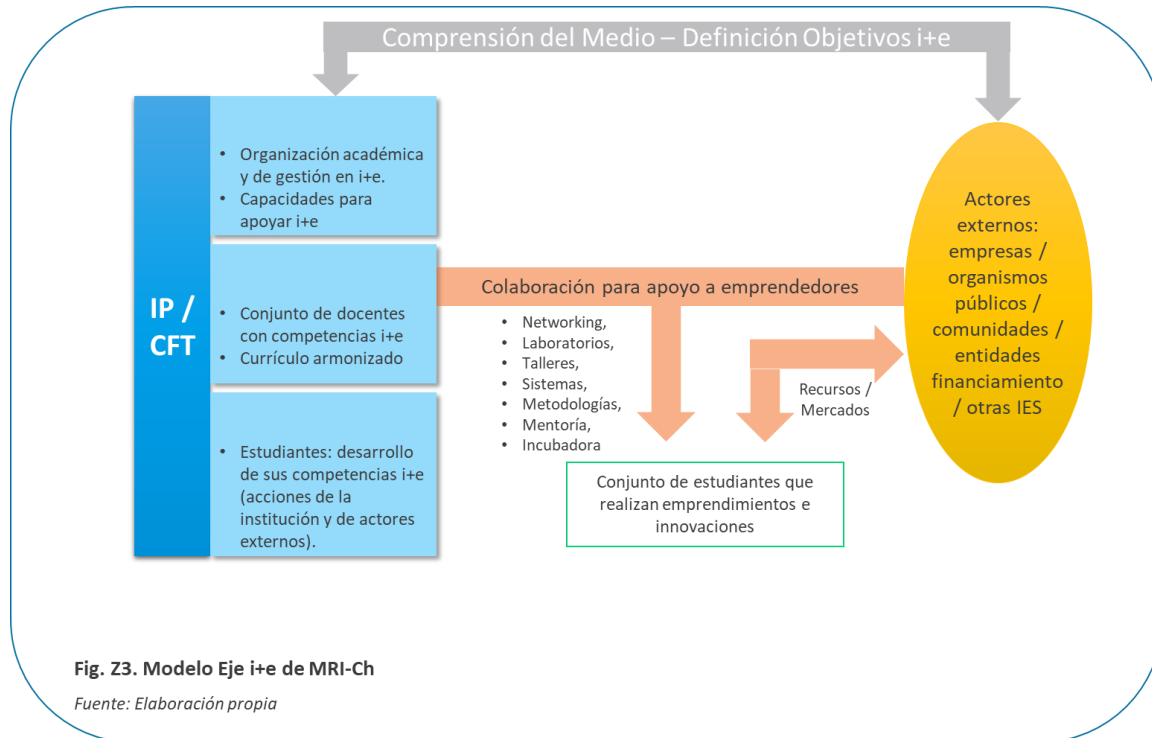 Comprensión del Medio – Definición Objetivos i+e
IP /
CFT
• Organización académica
y de gestión en i+e.
• Capacidades para
apoyar i+e
• Conjunto de docentes
con competencias i+e
• Currículo armonizado
• Estudiantes: desarrollo
de sus competencias i+e
(acciones de la
institución y de actores
externos).
Colaboración para apoyo a emprendedores
• Networking,
• Laboratorios,
• Talleres,
• Sistemas,
• Metodologías,
• Mentoría,
• Incubadora
Recursos /
Mercados
Conjunto de estudiantes que
realizan emprendimientos e
innovaciones
Actores
externos:
empresas /
organismos
públicos /
comunidades /
entidades
financiamiento
/ otras IES
Fig. Z3. Modelo Eje i+e de MRI-Ch
Fuente: Elaboración propia